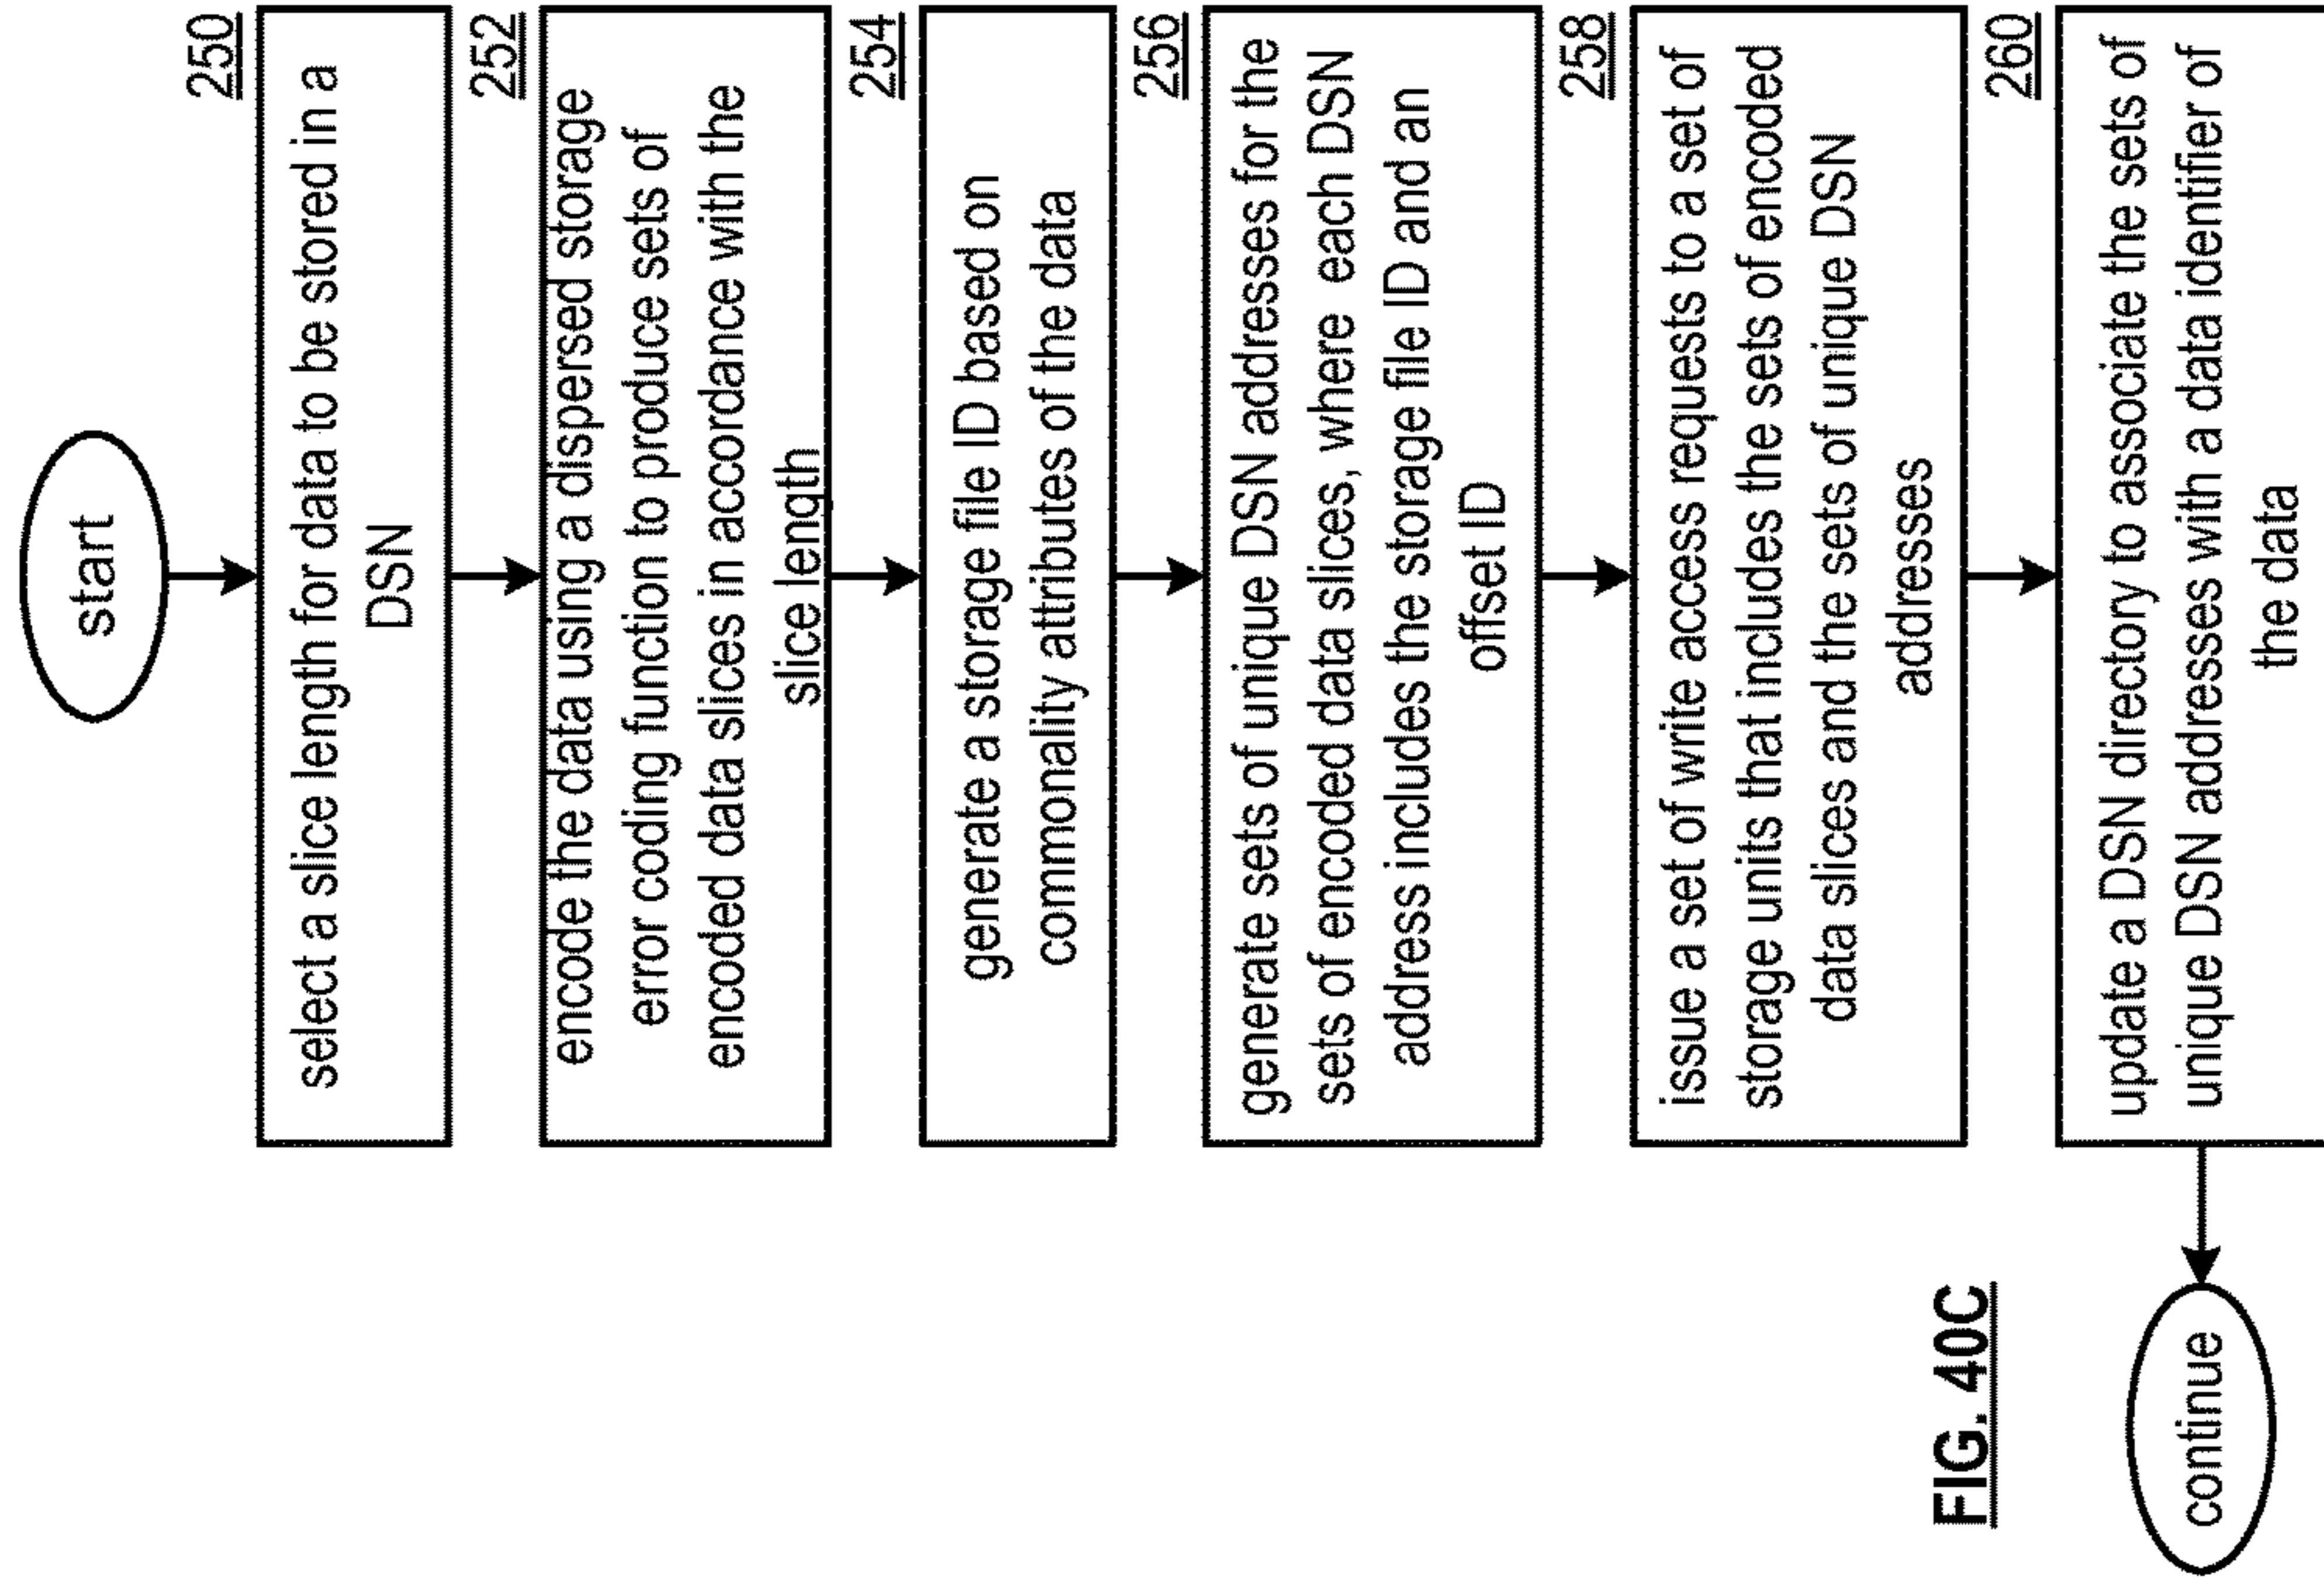 start
250
select a slice length for data to be stored in a
DSN
252
encode the data using a dispersed storage
error coding function to produce sets of
encoded data slices in accordance with the
slice length
254
generate a storage file ID based on
commonality attributes of the data
256
generate sets of unique DSN addresses for the
sets of encoded data slices, where each DSN
address includes the storage file ID and an
offset ID
258
issue a set of write access requests to a set of
storage units that includes the sets of encoded
data slices and the sets of unique DSN
addresses
260
update a DSN directory to associate the sets of
unique DSN addresses with a data identifier of
the data
continue
FIG. 40C